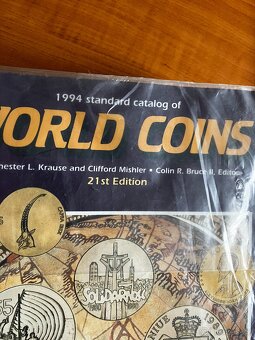 1994 standard catalog of
WORLD COINS
hester L. Krause and Clifford Mishler • Colin R. Bruce II, Editor
21st Edition
SOLIDARNOŚĆ